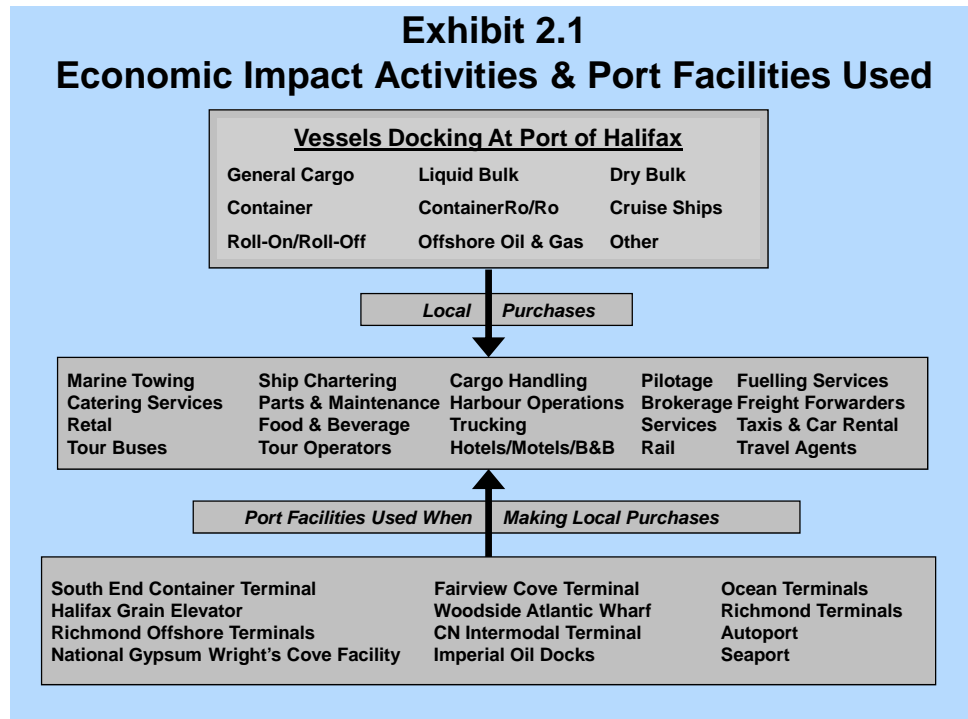 Exhibit 2.1
Economic Impact Activities & Port Facilities Used
Vessels Docking At Port of Halifax
General Cargo Liquid Bulk Dry Bulk
Container ContainerRo/Ro Cruise Ships
Roll-On/Roll-Off Offshore Oil & Gas Other
Local Purchases
Marine Towing Ship Chartering Cargo Handling Pilotage Fuelling Services
Catering Services Parts & Maintenance Harbour Operations Brokerage Freight Forwarders
Retal Food & Beverage Trucking Services Taxis & Car Rental
Tour Buses Tour Operators Hotels/Motels/B&B Rail Travel Agents
Port Facilities Used When Making Local Purchases
South End Container Terminal Fairview Cove Terminal Ocean Terminals
Halifax Grain Elevator Woodside Atlantic Wharf Richmond Terminals
Richmond Offshore Terminals CN Intermodal Terminal Autoport
National Gypsum Wright's Cove Facility Imperial Oil Docks Seaport